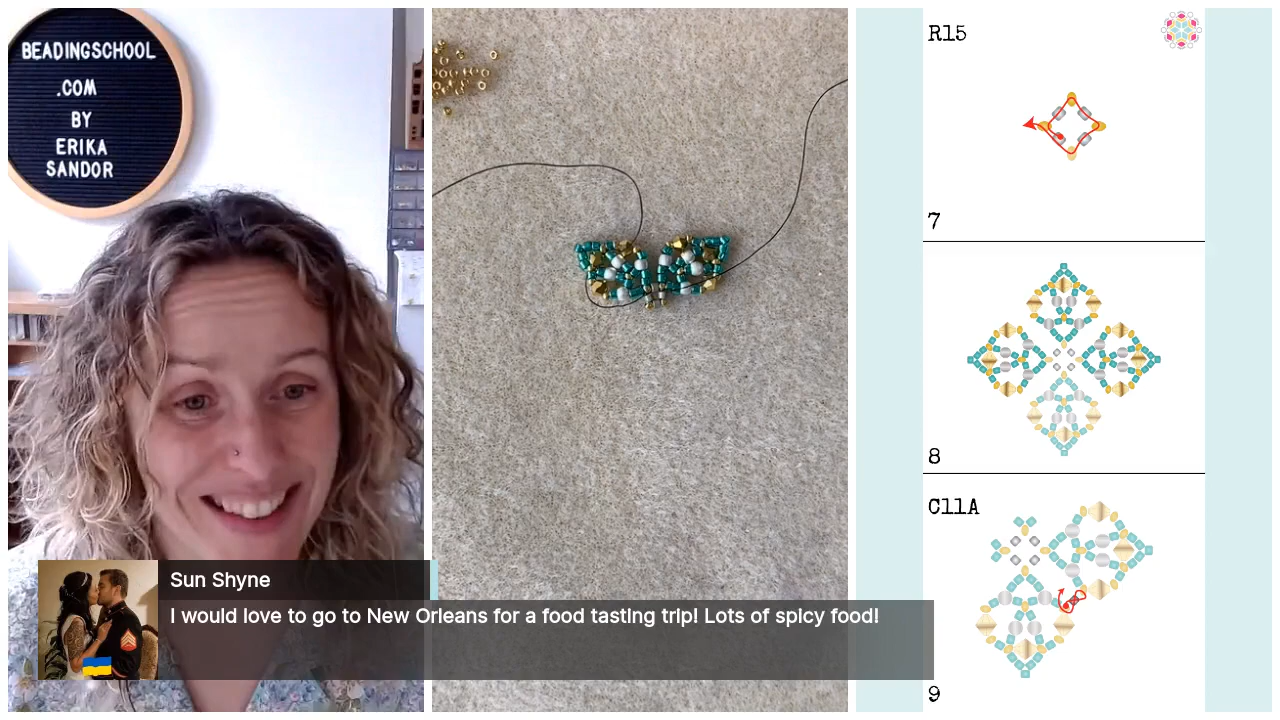 BEADINGSCHOOL
.COM
BY
ERIKA
SANDOR
Sun Shyne
I would love to go to New Orleans for a food tasting trip! Lots of spicy food!
R15
7
8
C11A
9